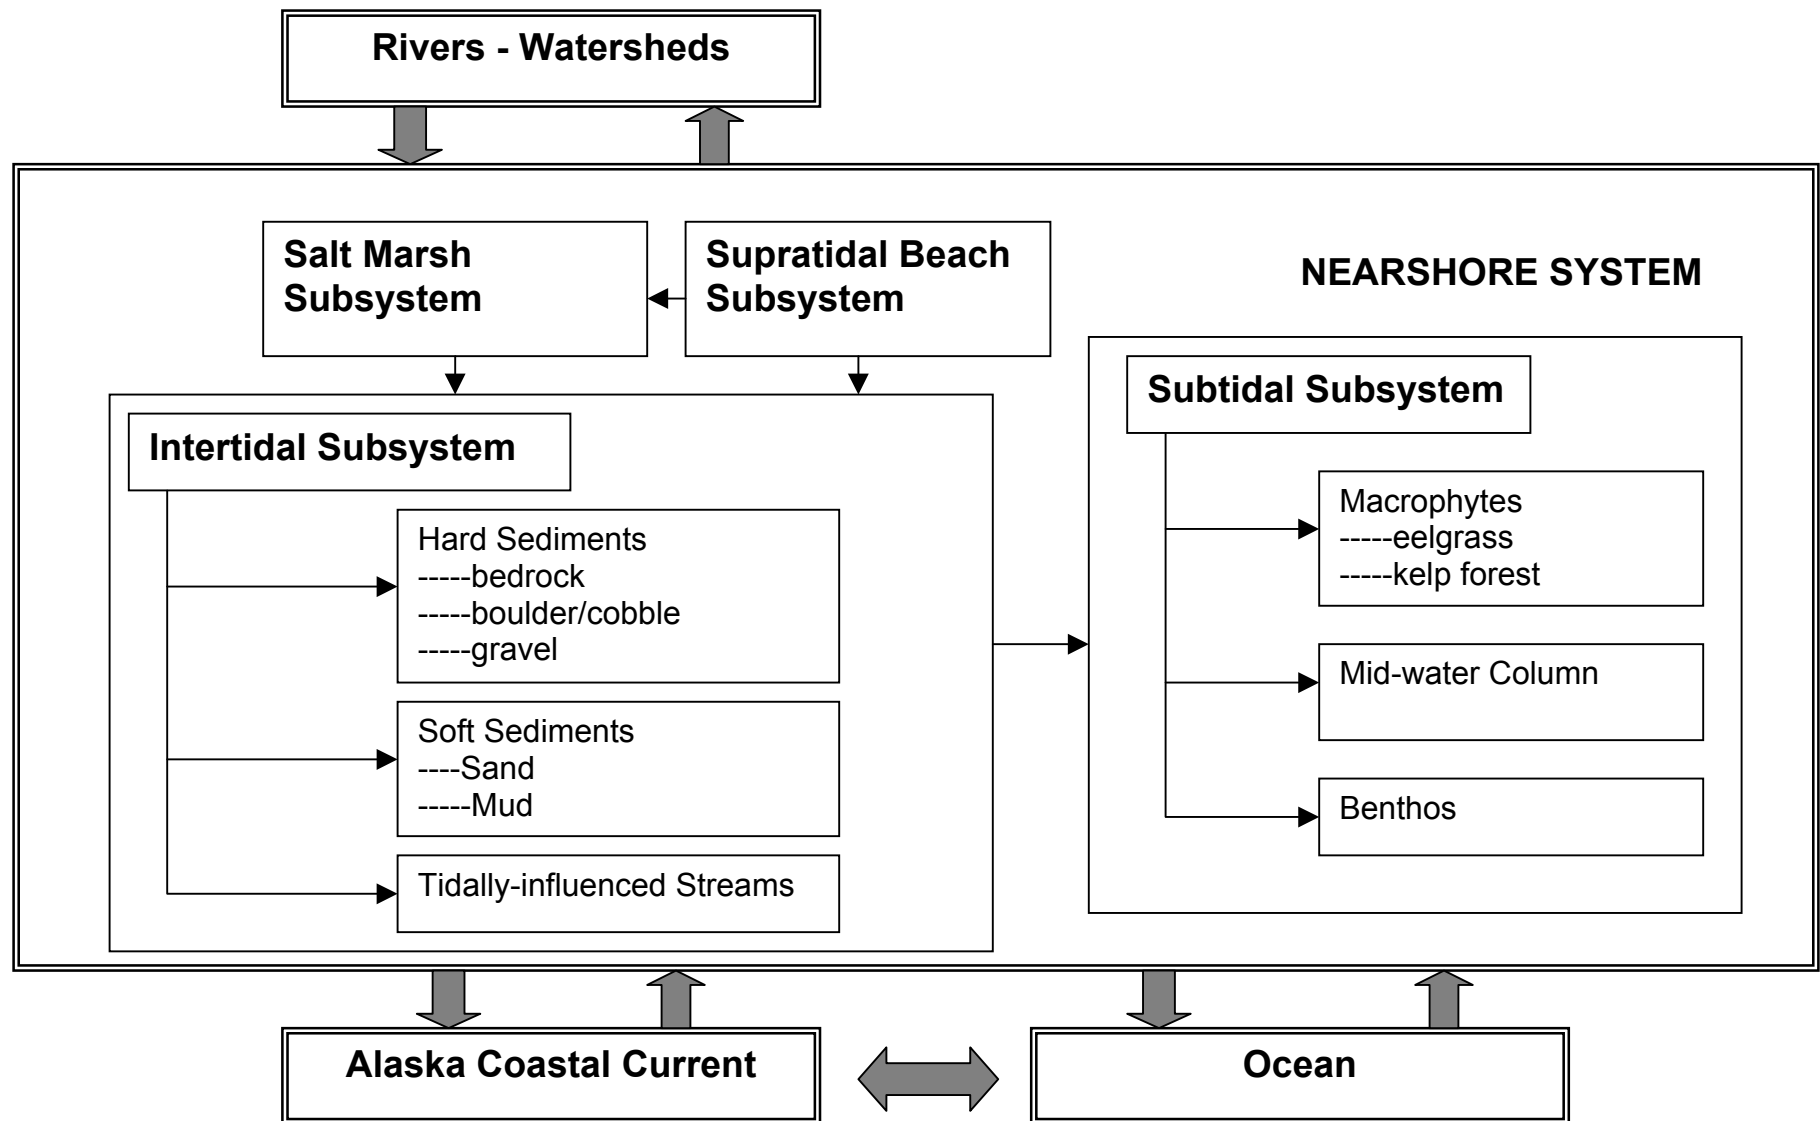 Rivers - Watersheds
Salt Marsh
Subsystem
Supratidal Beach
Subsystem
NEARSHORE SYSTEM
Intertidal Subsystem
Hard Sediments
-----bedrock
-----boulder/cobble
-----gravel
Soft Sediments
----Sand
-----Mud
Tidally-influenced Streams
Subtidal Subsystem
Macrophytes
-----eelgrass
-----kelp forest
Mid-water Column
Benthos
Alaska Coastal Current
Ocean